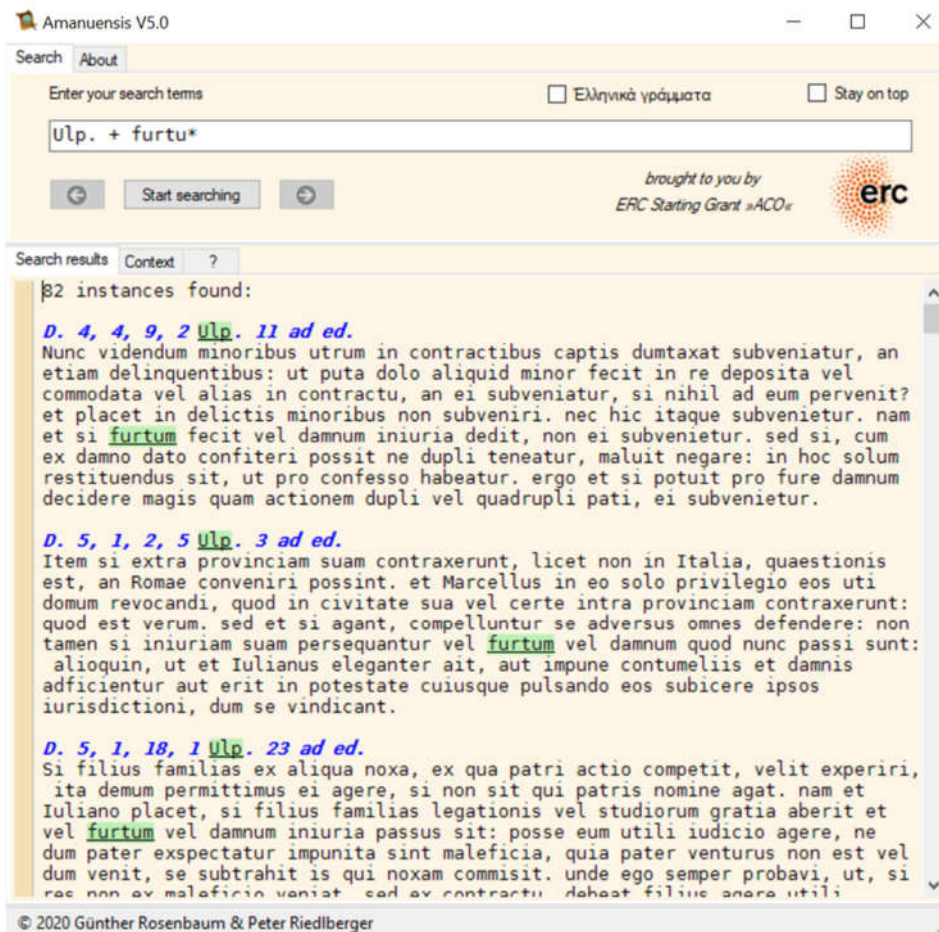 Amanuensis V5.0
Search About
Enter your search terms Ἑλληνικὰ γράμματα Stay on top
Ulp. + furtu*
Start searching
brought to you by
ERC Starting Grant »ACO«
erc
Search results Context ?
82 instances found:
D. 4, 4, 9, 2 Ulp. 11 ad ed.
Nunc videndum minoribus utrum in contractibus captis dumtaxat subveniatur, an
etiam delinquentibus: ut puta dolo aliquid minor fecit in re deposita vel
commodata vel alias in contractu, an ei subveniatur, si nihil ad eum pervenit?
et placet in delictis minoribus non subveniri. nec hic itaque subvenietur. nam
et si furtum fecit vel damnum iniuria dedit, non ei subvenietur. sed si, cum
ex damno dato confiteri possit ne dupli teneatur, maluit negare: in hoc solum
restituendus sit, ut pro confesso habeatur. ergo et si potuit pro fure damnum
decidere magis quam actionem dupli vel quadrupli pati, ei subvenietur.
D. 5, 1, 2, 5 Ulp. 3 ad ed.
Item si extra provinciam suam contraxerunt, licet non in Italia, quaestionis
est, an Romae conveniri possint. et Marcellus in eo solo privilegio eos uti
domum revocandi, quod in civitate sua vel certe intra provinciam contraxerunt:
quod est verum. sed et si agant, compelluntur se adversus omnes defendere: non
tamen si iniuriam suam persequantur vel furtum vel damnum quod nunc passi sunt:
alioquin, ut et Iulianus eleganter ait, aut impune contumeliis et damnis
adficientur aut erit in potestate cuiusque pulsando eos subicere ipsos
iurisdictioni, dum se vindicant.
D. 5, 1, 18, 1 Ulp. 23 ad ed.
Si filius familias ex aliqua noxa, ex qua patri actio competit, velit experiri,
ita demum permittimus ei agere, si non sit qui patris nomine agat. nam et
Iuliano placet, si filius familias legationis vel studiorum gratia aberit et
vel furtum vel damnum iniuria passus sit: posse eum utili iudicio agere, ne
dum pater exspectatur impunita sint maleficia, quia pater venturus non est vel
dum venit, se subtrahit is qui noxam commisit. unde ego semper probavi, ut, si
res non ex maleficio veniat, sed ex contractu, debeat filius agere utili
© 2020 Günther Rosenbaum & Peter Riedlberger